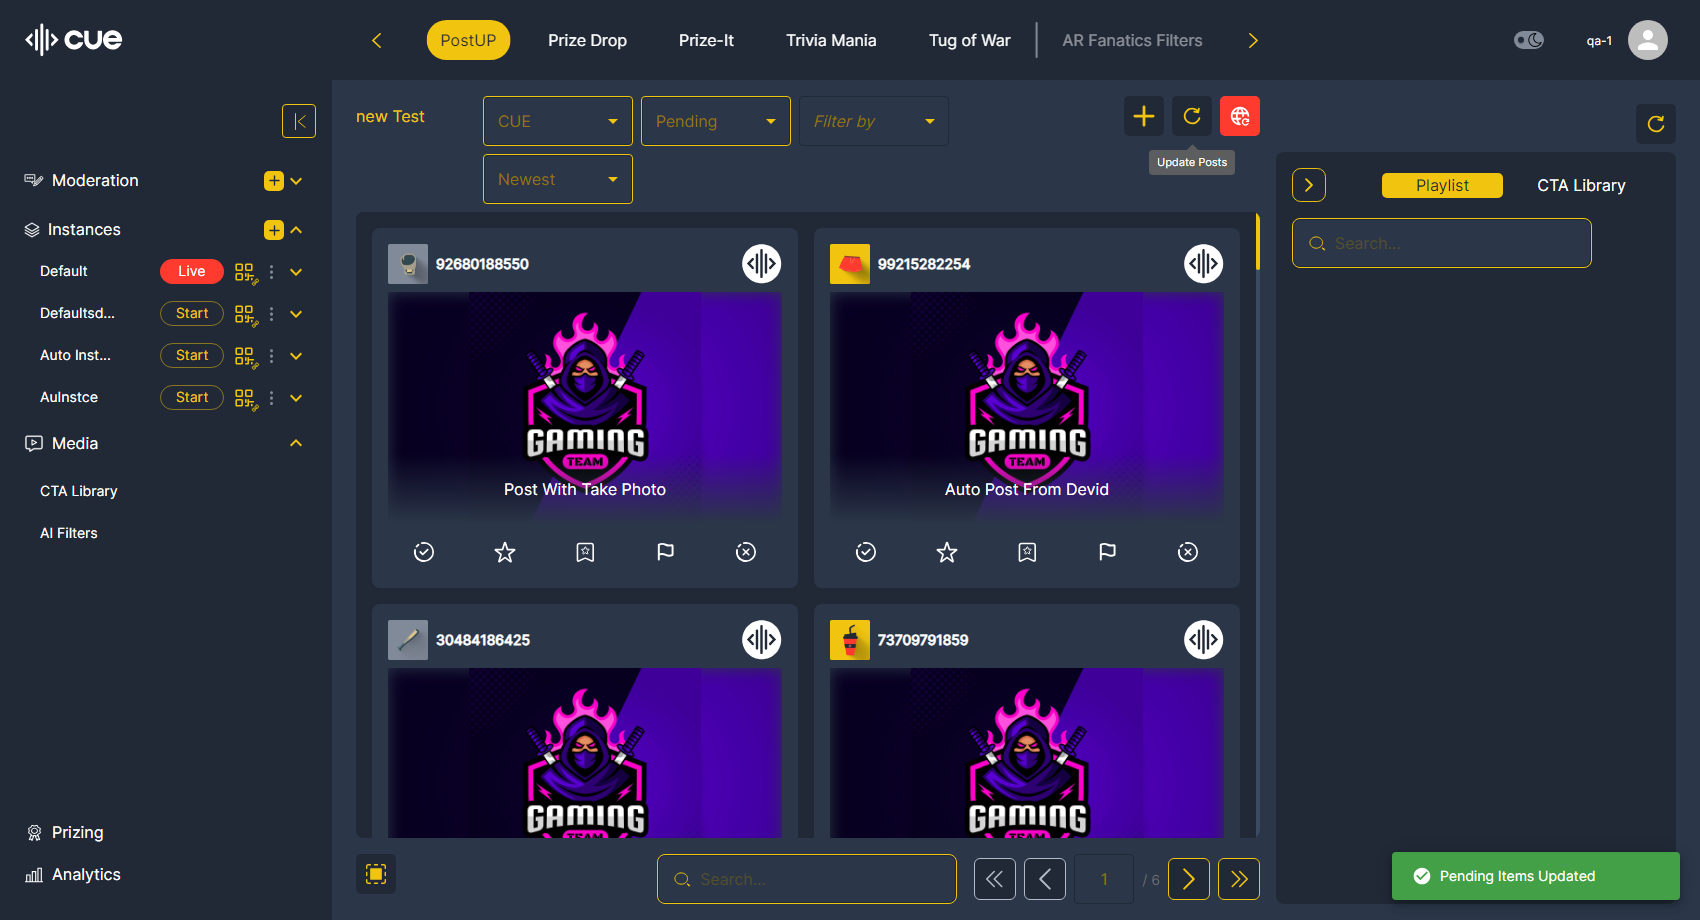 cue
PostUP
Prize Drop
Prize-It
Trivia Mania
Tug of War
AR Fanatics Filters
qa-1
Moderation
Instances
Default
Live
Defaultsd...
Start
Auto Inst...
Start
AuInstce
Start
Media
CTA Library
AI Filters
Prizing
Analytics
new Test
CUE
Pending
Filter by
Newest
Update Posts
92680188550
GAMING
TEAM
Post With Take Photo
99215282254
GAMING
TEAM
Auto Post From Devid
30484186425
GAMING
TEAM
73709791859
GAMING
TEAM
Search...
1
/ 6
Playlist
CTA Library
Search...
Pending Items Updated